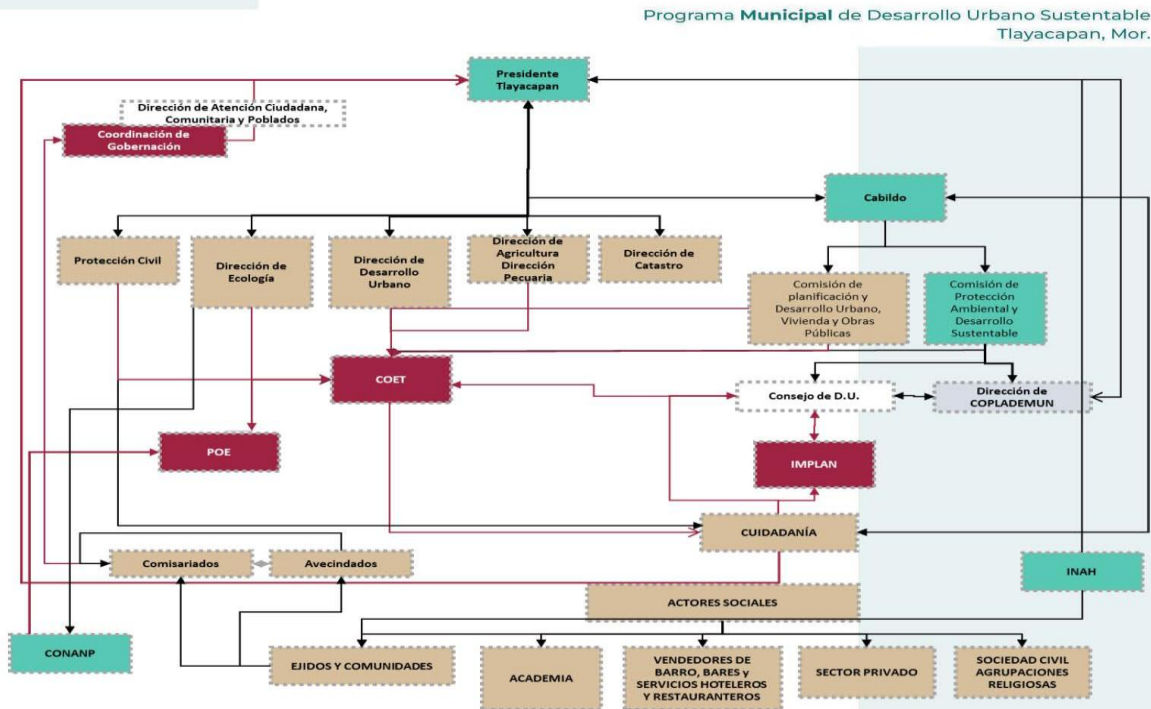 Programa Municipal de Desarrollo Urbano Sustentable
Tlayacapan, Mor.
Presidente
Tlayacapan
Dirección de Atención Ciudadana,
Comunitaria y Poblados
Coordinación de
Gobernación
Cabildo
Protección Civil
Dirección de
Ecología
Dirección de
Desarrollo
Urbano
Dirección de
Agricultura
Dirección
Pecuaria
Dirección de
Catastro
Comisión de
planificación y
Desarrollo Urbano,
Vivienda y Obras
Públicas
Comisión de
Protección
Ambiental y
Desarrollo
Sustentable
COET
Consejo de D.U.
Dirección de
COPLADEMUN
POE
IMPLAN
CUIDADANÍA
Comisariados
Avecindados
INAH
ACTORES SOCIALES
CONANP
EJIDOS Y COMUNIDADES
ACADEMIA
VENDEDORES DE
BARRO, BARES y
SERVICIOS HOTELEROS
Y RESTAURANTEROS
SECTOR PRIVADO
SOCIEDAD CIVIL
AGRUPACIONES
RELIGIOSAS